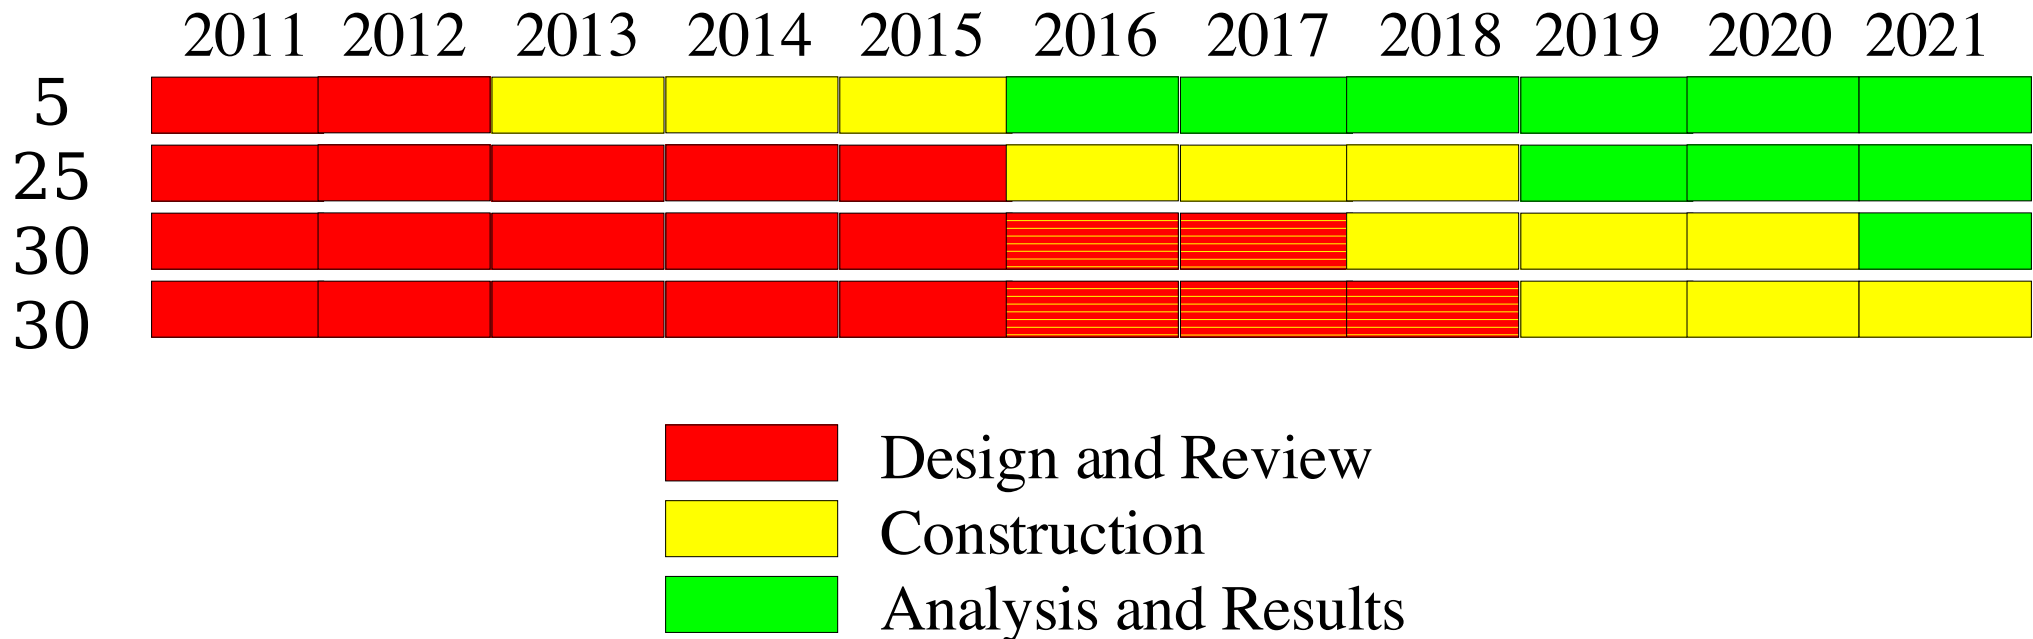 2011 2012 2013 2014 2015 2016 2017 2018 2019 2020 2021
5
25
30
30
Design and Review
Construction
Analysis and Results